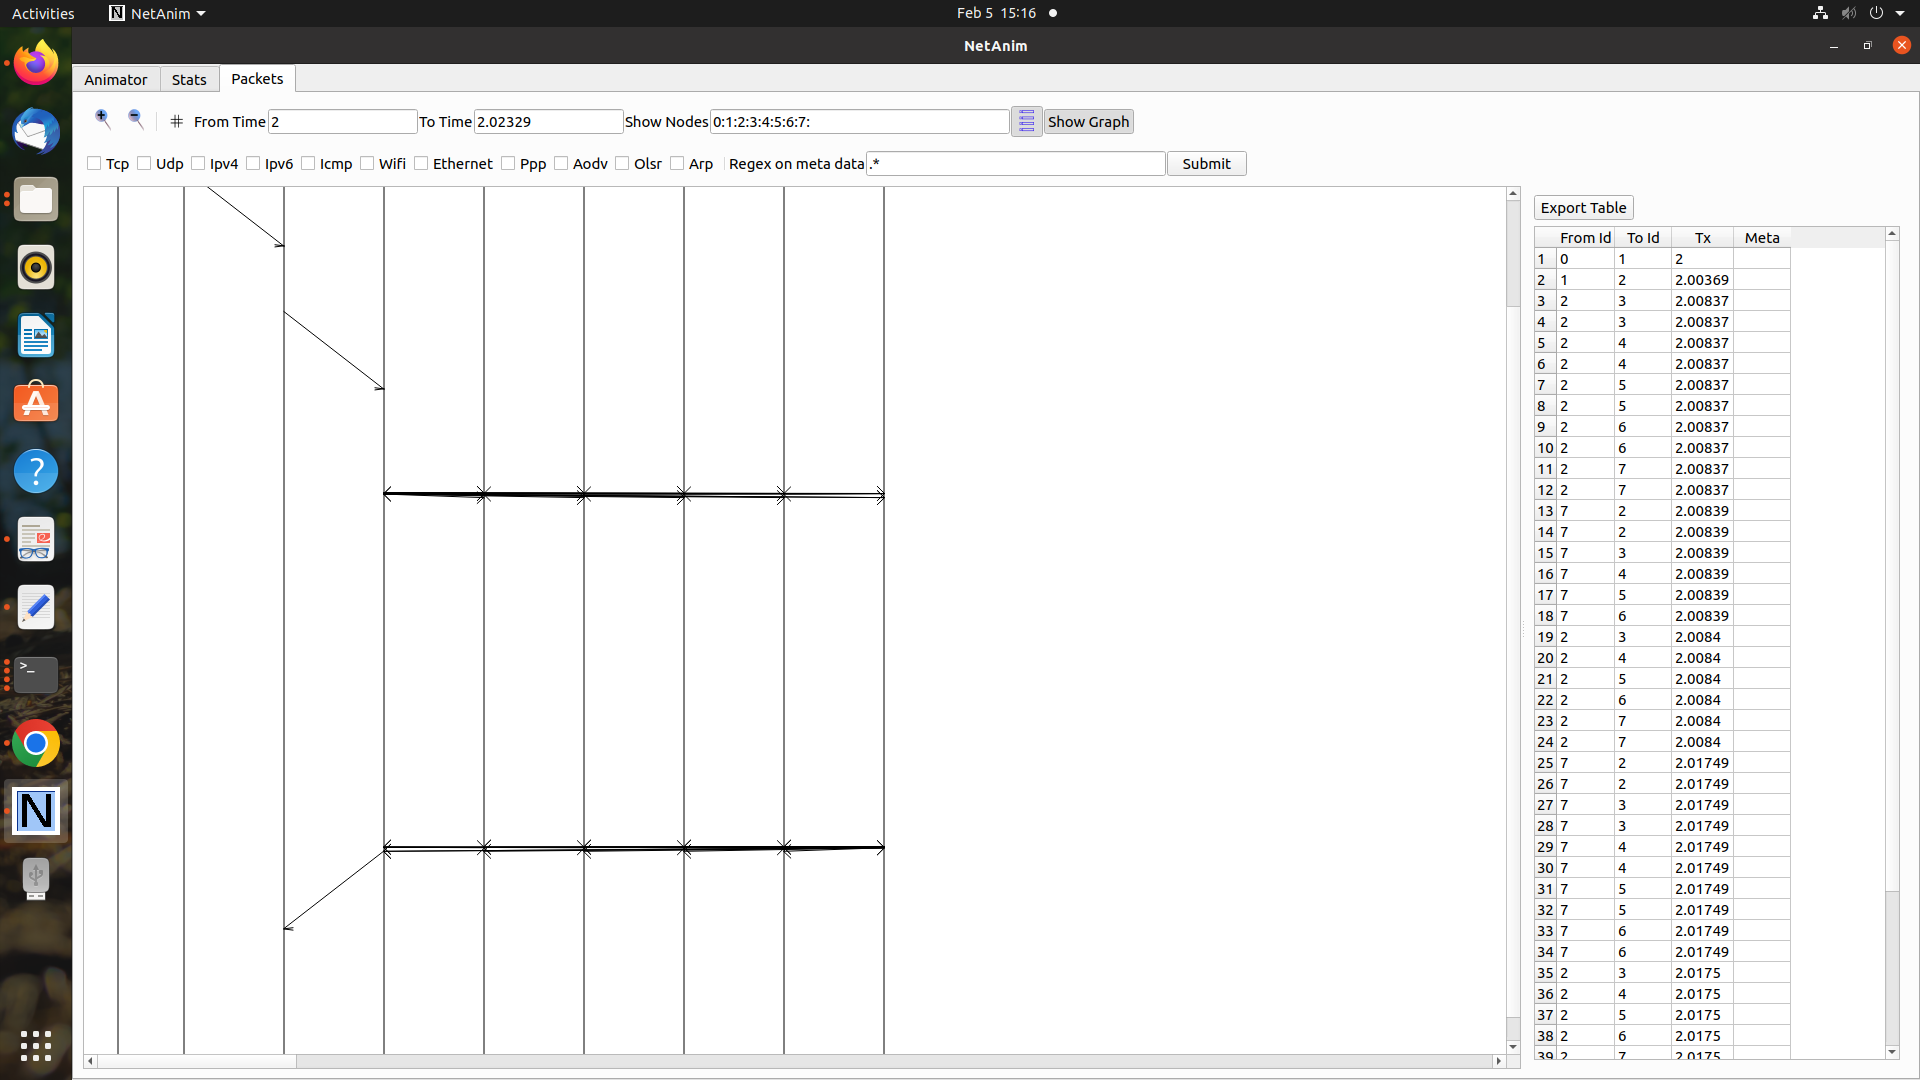 Activities NetAnim Feb 5 15:16
NetAnim
Animator Stats Packets
From Time 2 To Time 2.02329 Show Nodes 0:1:2:3:4:5:6:7: Show Graph
Tcp Udp Ipv4 Ipv6 Icmp Wifi Ethernet Ppp Aodv Olsr Arp Regex on meta data .* Submit
Export Table
From Id To Id Tx Meta
1 0 1 2
2 1 2 2.00369
3 2 3 2.00837
4 2 3 2.00837
5 2 4 2.00837
6 2 4 2.00837
7 2 5 2.00837
8 2 5 2.00837
9 2 6 2.00837
10 2 6 2.00837
11 2 7 2.00837
12 2 7 2.00837
13 7 2 2.00839
14 7 2 2.00839
15 7 3 2.00839
16 7 4 2.00839
17 7 5 2.00839
18 7 6 2.00839
19 2 3 2.0084
20 2 4 2.0084
21 2 5 2.0084
22 2 6 2.0084
23 2 7 2.0084
24 2 7 2.0084
25 7 2 2.01749
26 7 2 2.01749
27 7 3 2.01749
28 7 3 2.01749
29 7 4 2.01749
30 7 4 2.01749
31 7 5 2.01749
32 7 5 2.01749
33 7 6 2.01749
34 7 6 2.01749
35 2 3 2.0175
36 2 4 2.0175
37 2 5 2.0175
38 2 6 2.0175
39 2 7 2.0175